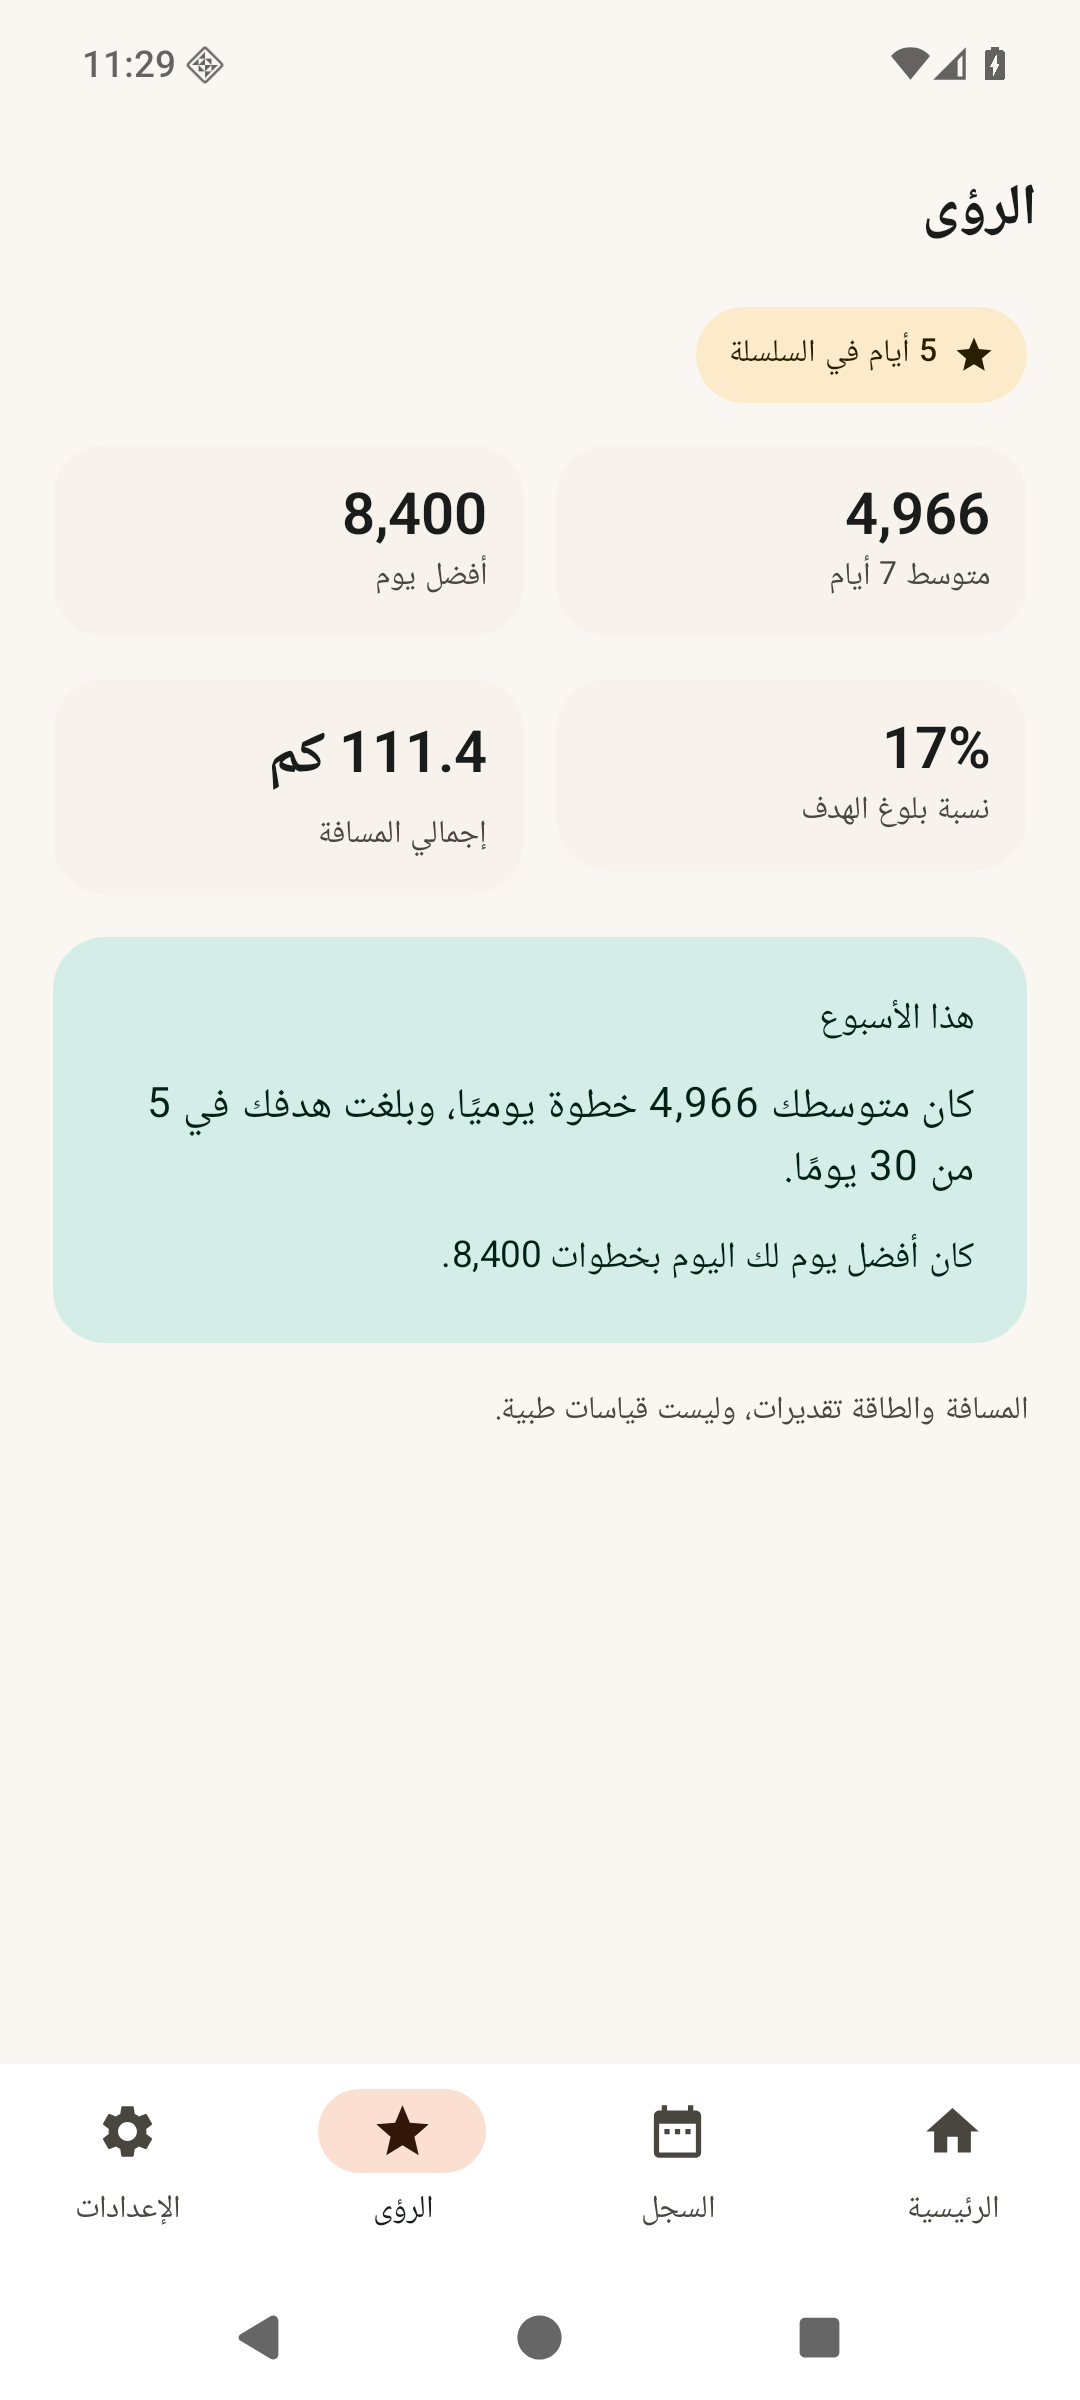 11:29
الرؤى
5 أيام في السلسلة
4,966
متوسط 7 أيام
8,400
أفضل يوم
17%
نسبة بلوغ الهدف
111.4 كم
إجمالي المسافة
هذا الأسبوع
كان متوسطك 4,966 خطوة يوميًا، وبلغت هدفك في 5
من 30 يومًا.
كان أفضل يوم لك اليوم بخطوات 8,400.
المسافة والطاقة تقديرات، وليست قياسات طبية.
الرئيسية
السجل
الرؤى
الإعدادات